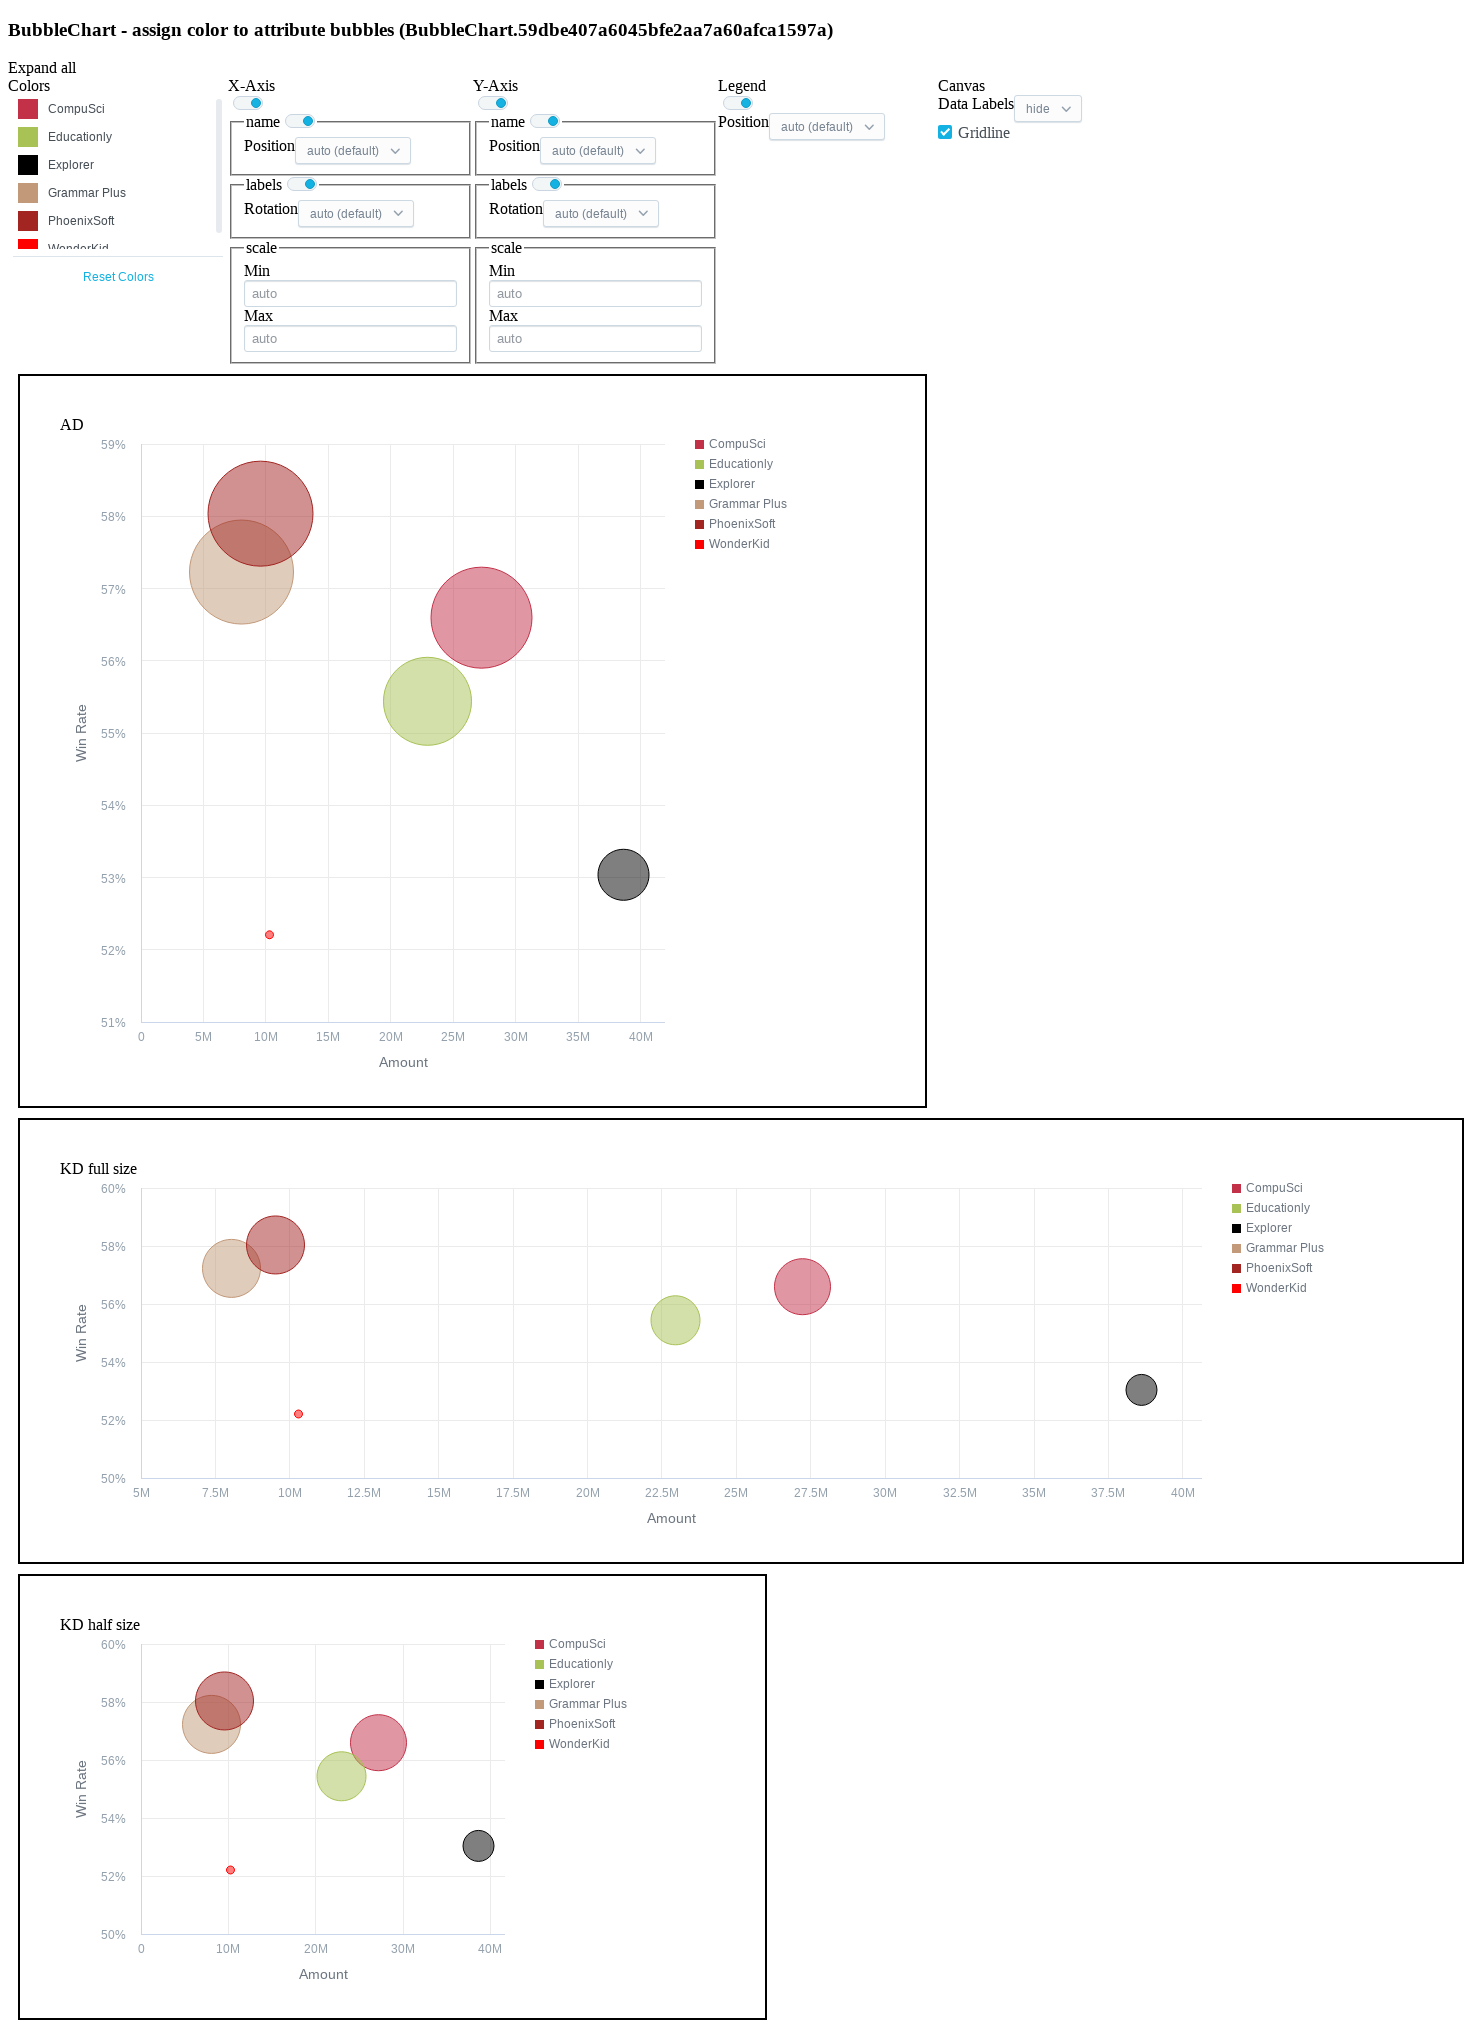 BubbleChart - assign color to attribute bubbles (BubbleChart.59dbe407a6045bfe2aa7a60afca1597a)
Expand all
Colors
CompuSci
Educationly
Explorer
Grammar Plus
PhoenixSoft
WonderKid
Reset Colors
X-Axis
name
Position auto (default)
labels
Rotation auto (default)
scale
Min
auto
Max
auto
Y-Axis
name
Position auto (default)
labels
Rotation auto (default)
scale
Min
auto
Max
auto
Legend
Position auto (default)
Canvas
Data Labels hide
Gridline
AD
59%
58%
57%
56%
55%
54%
53%
52%
51%
Win Rate
0 5M 10M 15M 20M 25M 30M 35M 40M
Amount
CompuSci
Educationly
Explorer
Grammar Plus
PhoenixSoft
WonderKid
KD full size
60%
58%
56%
54%
52%
50%
Win Rate
5M 7.5M 10M 12.5M 15M 17.5M 20M 22.5M 25M 27.5M 30M 32.5M 35M 37.5M 40M
Amount
CompuSci
Educationly
Explorer
Grammar Plus
PhoenixSoft
WonderKid
KD half size
60%
58%
56%
54%
52%
50%
Win Rate
0 10M 20M 30M 40M
Amount
CompuSci
Educationly
Explorer
Grammar Plus
PhoenixSoft
WonderKid